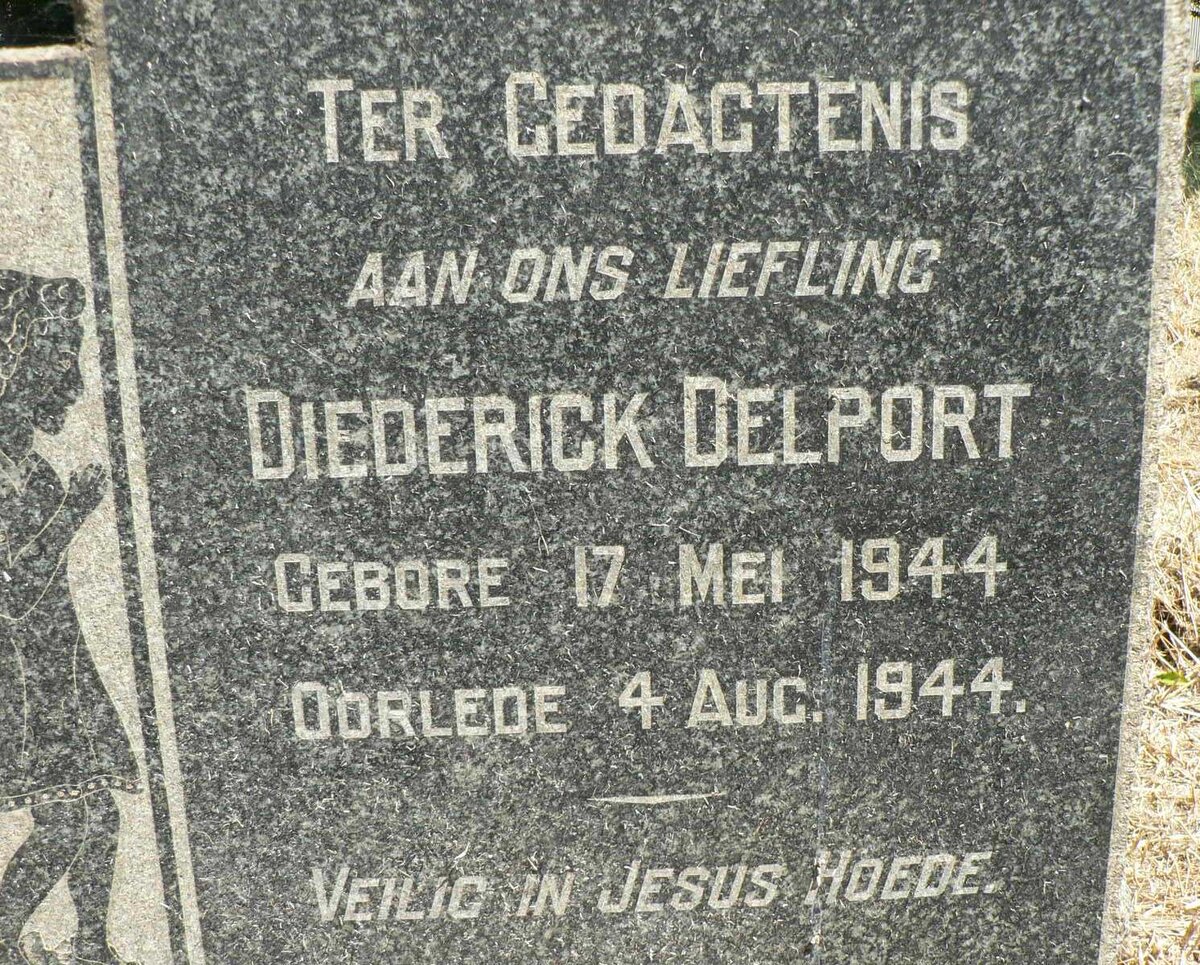 TER GEDAGTENIS
AAN ONS LIEFLING
DIEDERICK DELPORT
GEBORE 17 MEI 1944
OORLEDE 4 AUG. 1944.
VEILIG IN JESUS HOEDE.